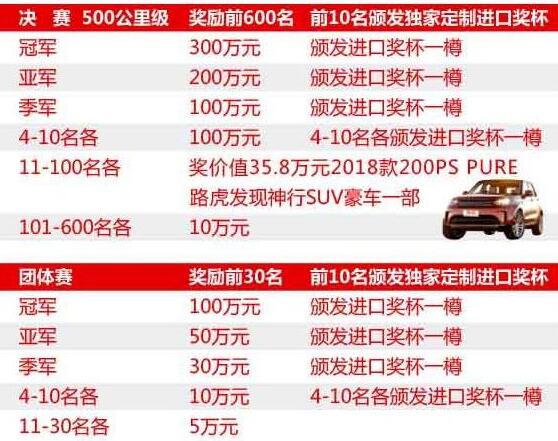 决 赛 500公里级 奖励前600名 前10名颁发独家定制进口奖杯
冠军 300万元 颁发进口奖杯一樽
亚军 200万元 颁发进口奖杯一樽
季军 100万元 颁发进口奖杯一樽
4-10名各 100万元 4-10名各颁发进口奖杯一樽
11-100名各 奖价值35.8万元2018款200PS PURE
路虎发现神行SUV豪车一部
101-600名各 10万元
团体赛 奖励前30名 前10名颁发独家定制进口奖杯
冠军 100万元 颁发进口奖杯一樽
亚军 50万元 颁发进口奖杯一樽
季军 30万元 颁发进口奖杯一樽
4-10名各 10万元 4-10名各颁发进口奖杯一樽
11-30名各 5万元